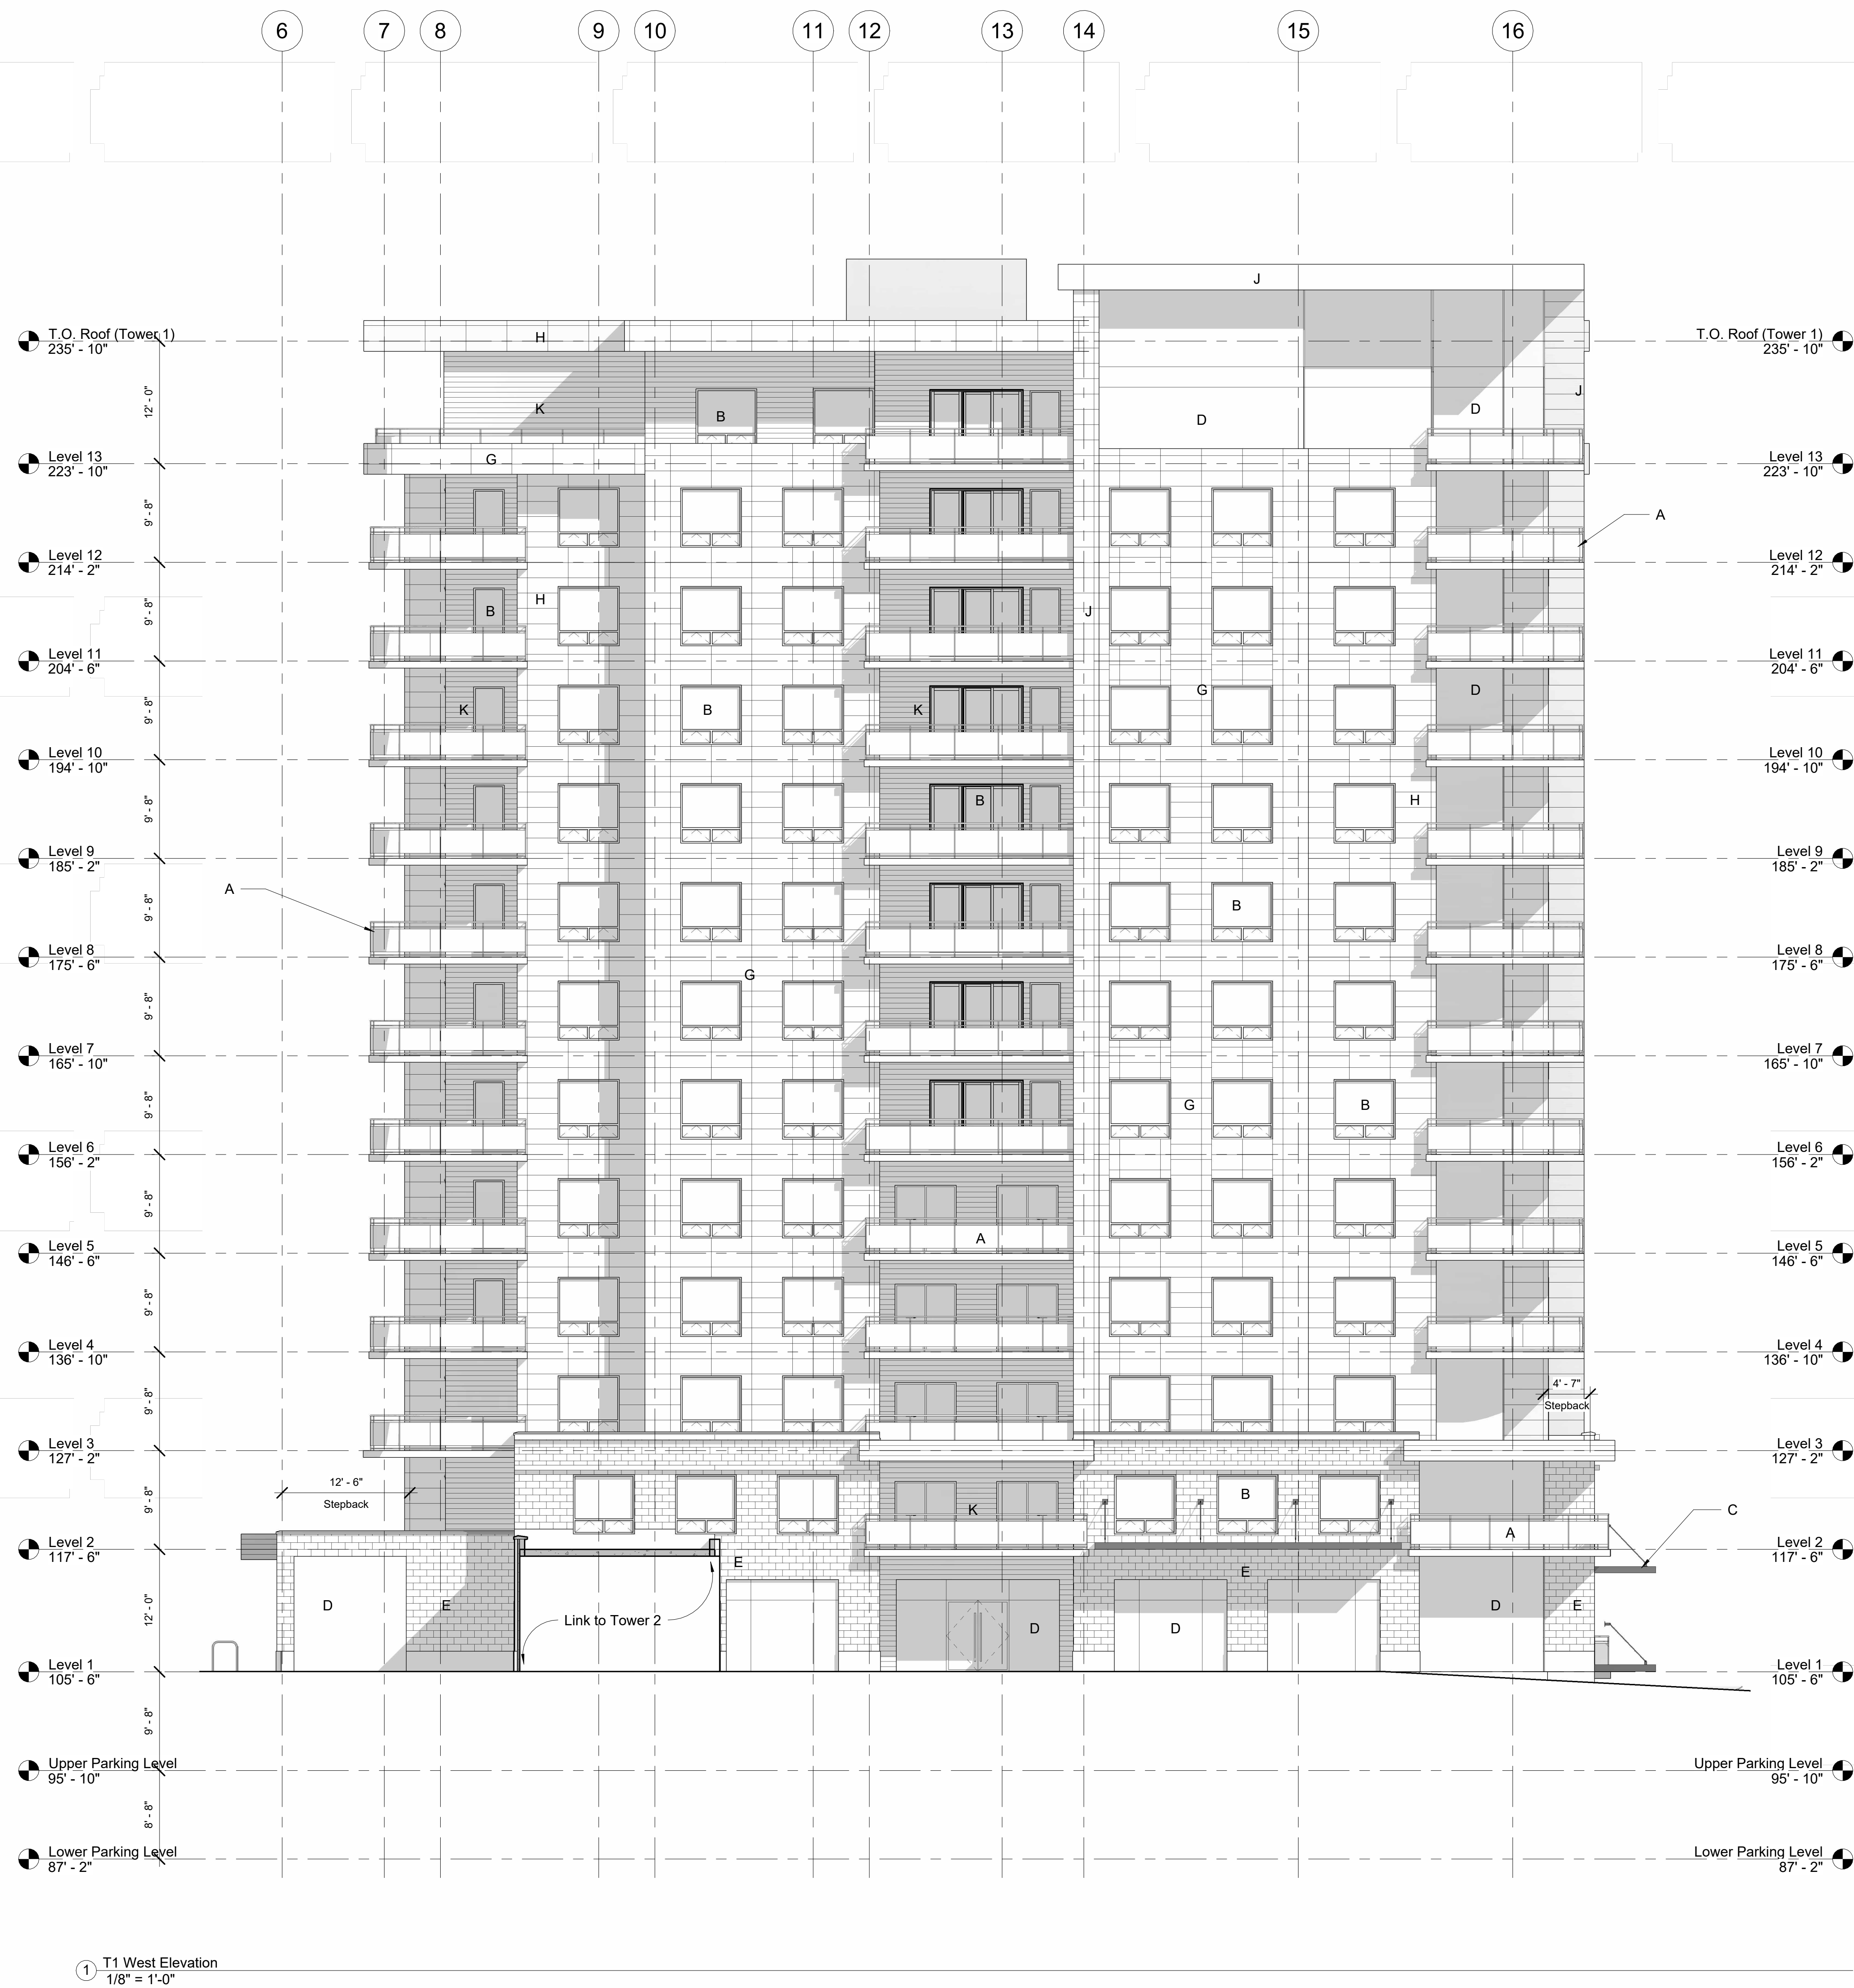 6
7
8
9
10
11
12
13
14
15
16
J
T.O. Roof (Tower 1)
235' - 10"
H
T.O. Roof (Tower 1)
235' - 10"
J
12' - 0"
K
B
D
D
Level 13
223' - 10"
G
Level 13
223' - 10"
9' - 8"
A
Level 12
214' - 2"
Level 12
214' - 2"
9' - 8"
B
H
J
Level 11
204' - 6"
Level 11
204' - 6"
9' - 8"
K
B
K
G
D
Level 10
194' - 10"
Level 10
194' - 10"
9' - 8"
B
H
Level 9
185' - 2"
Level 9
185' - 2"
A
9' - 8"
B
Level 8
175' - 6"
G
Level 8
175' - 6"
9' - 8"
Level 7
165' - 10"
Level 7
165' - 10"
9' - 8"
G
B
Level 6
156' - 2"
Level 6
156' - 2"
9' - 8"
Level 5
146' - 6"
A
Level 5
146' - 6"
9' - 8"
Level 4
136' - 10"
Level 4
136' - 10"
9' - 8"
4' - 7"
Stepback
Level 3
127' - 2"
Level 3
127' - 2"
12' - 6"
Stepback
9' - 8"
K
B
C
Level 2
117' - 6"
A
Level 2
117' - 6"
E
E
12' - 0"
D
E
Link to Tower 2
D
D
D
E
Level 1
105' - 6"
Level 1
105' - 6"
9' - 8"
Upper Parking Level
95' - 10"
Upper Parking Level
95' - 10"
8' - 8"
Lower Parking Level
87' - 2"
Lower Parking Level
87' - 2"
1
T1 West Elevation
1/8" = 1'-0"